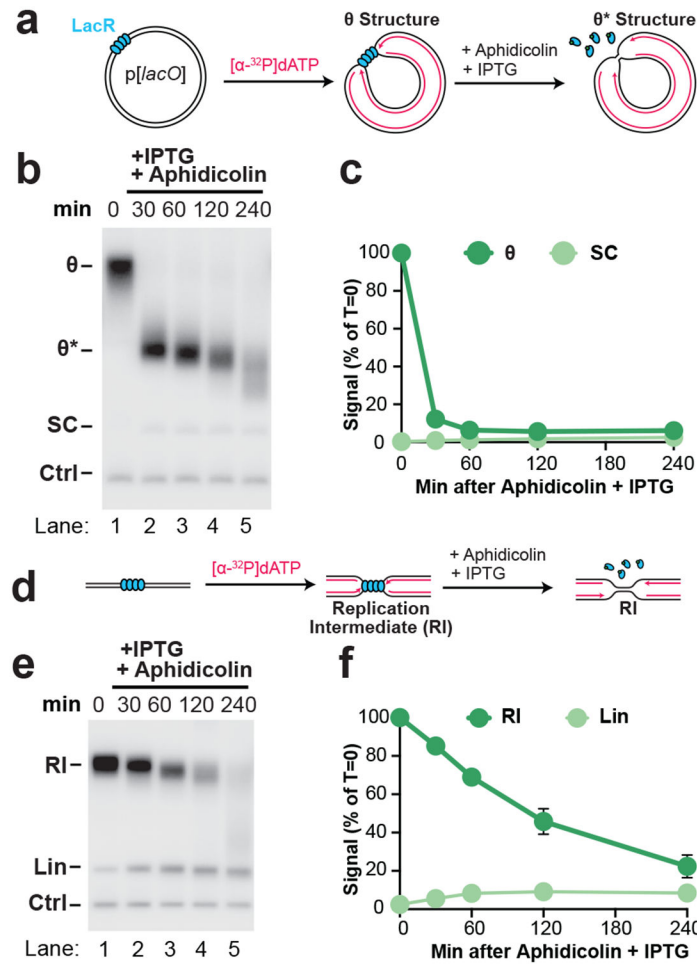 a
LacR
p[lacO]
[α-³²P]dATP
θ Structure
+ Aphidicolin
+ IPTG
θ* Structure
b
+IPTG
+ Aphidicolin
min 0 30 60 120 240
θ
θ*
SC
Ctrl
Lane: 1 2 3 4 5
c
Signal (% of T=0)
100
80
60
40
20
0
θ SC
0 60 120 180 240
Min after Aphidicolin + IPTG
d
[α-³²P]dATP
Replication
Intermediate (RI)
+ Aphidicolin
+ IPTG
RI
e
+IPTG
+ Aphidicolin
min 0 30 60 120 240
RI
Lin
Ctrl
Lane: 1 2 3 4 5
f
Signal (% of T=0)
100
80
60
40
20
0
RI Lin
0 60 120 180 240
Min after Aphidicolin + IPTG